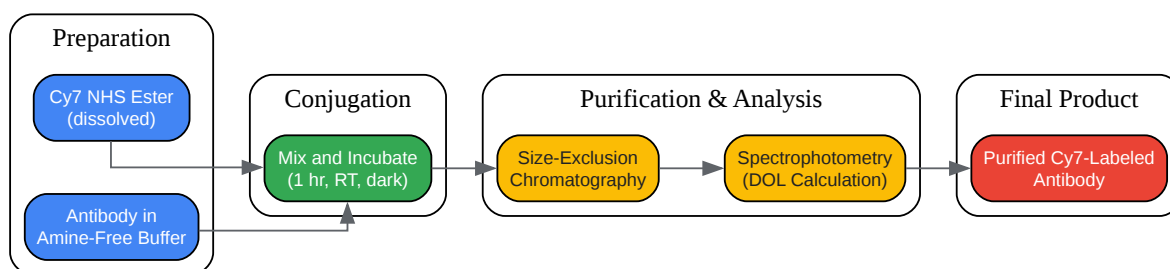 Preparation
Cy7 NHS Ester
(dissolved)
Antibody in
Amine-Free Buffer
Conjugation
Mix and Incubate
(1 hr, RT, dark)
Purification & Analysis
Size-Exclusion
Chromatography
Spectrophotometry
(DOL Calculation)
Final Product
Purified Cy7-Labeled
Antibody